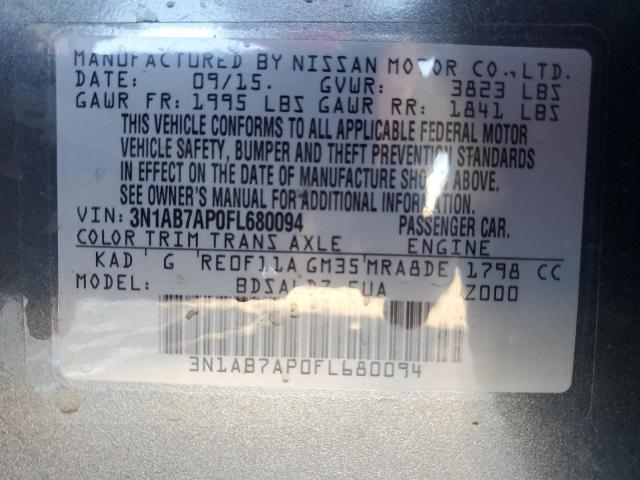 MANUFACTURED BY NISSAN MOTOR CO., LTD.
DATE: 09/15. GVWR: 3823 LBS
GAWR FR: 1995 LBS GAWR RR: 1841 LBS
THIS VEHICLE CONFORMS TO ALL APPLICABLE FEDERAL MOTOR
VEHICLE SAFETY, BUMPER AND THEFT PREVENTION STANDARDS
IN EFFECT ON THE DATE OF MANUFACTURE SHOWN ABOVE.
SEE OWNER'S MANUAL FOR ADDITIONAL INFORMATION.
VIN: 3N1AB7AP0FL680094 PASSENGER CAR.
COLOR TRIM TRANS AXLE ENGINE
KAD G RE0F11A GM35 MRA8DE 1798 CC
MODEL:
3N1AB7AP0FL680094